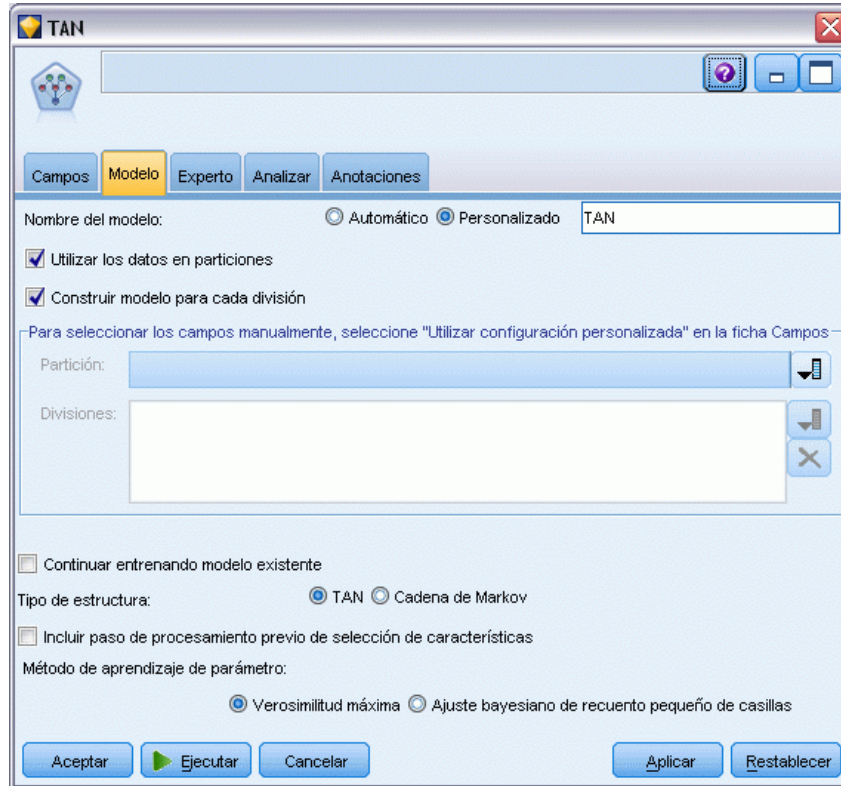 TAN
Campos Modelo Experto Analizar Anotaciones
Nombre del modelo: Automático Personalizado TAN
Utilizar los datos en particiones
Construir modelo para cada división
Para seleccionar los campos manualmente, seleccione "Utilizar configuración personalizada" en la ficha Campos
Partición:
Divisiones:
Continuar entrenando modelo existente
Tipo de estructura: TAN Cadena de Markov
Incluir paso de procesamiento previo de selección de características
Método de aprendizaje de parámetro:
Verosimilitud máxima Ajuste bayesiano de recuento pequeño de casillas
Aceptar Ejecutar Cancelar Aplicar Restablecer